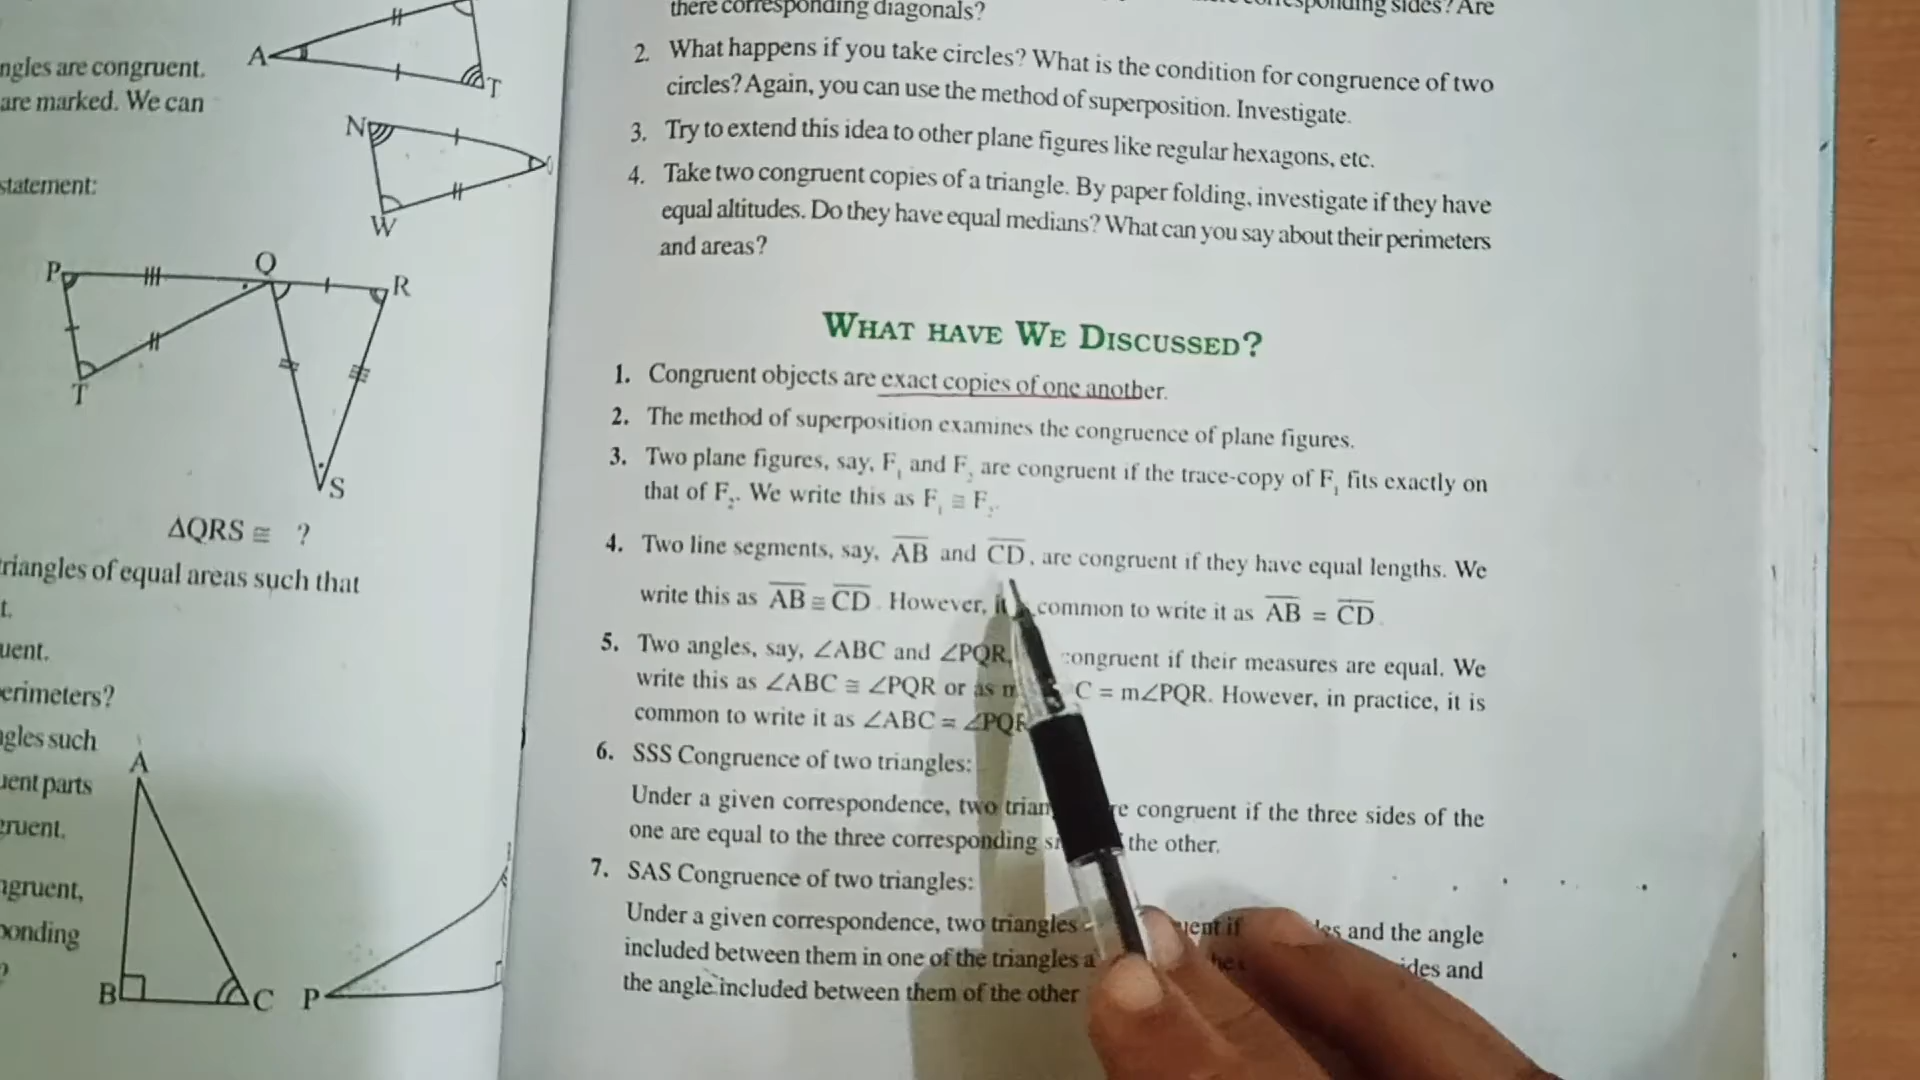 ngles are congruent.
are marked. We can
statement:
A
T
N
W
P
Q
R
T
S
ΔQRS ≅ ?
riangles of equal areas such that
t.
uent.
erimeters?
ngles such
uent parts
gruent.
ngruent,
ponding
?
A
B
C
P
there corresponding diagonals?
corresponding sides? Are
2. What happens if you take circles? What is the condition for congruence of two
circles? Again, you can use the method of superposition. Investigate.
3. Try to extend this idea to other plane figures like regular hexagons, etc.
4. Take two congruent copies of a triangle. By paper folding, investigate if they have
equal altitudes. Do they have equal medians? What can you say about their perimeters
and areas?
WHAT HAVE WE DISCUSSED?
1. Congruent objects are exact copies of one another.
2. The method of superposition examines the congruence of plane figures.
3. Two plane figures, say, F₁ and F₂ are congruent if the trace-copy of F₁ fits exactly on
that of F₂. We write this as F₁ ≅ F₂.
4. Two line segments, say, A̅B̅ and C̅D̅, are congruent if they have equal lengths. We
write this as A̅B̅ ≅ C̅D̅. However, it common to write it as A̅B̅ = C̅D̅.
5. Two angles, say, ∠ABC and ∠PQR, congruent if their measures are equal. We
write this as ∠ABC ≅ ∠PQR or as m C = m∠PQR. However, in practice, it is
common to write it as ∠ABC = ∠PQR
6. SSS Congruence of two triangles:
Under a given correspondence, two trian re congruent if the three sides of the
one are equal to the three corresponding si the other.
7. SAS Congruence of two triangles:
Under a given correspondence, two triangles uent if and the angle
included between them in one of the triangles a ides and
the angle included between them of the other